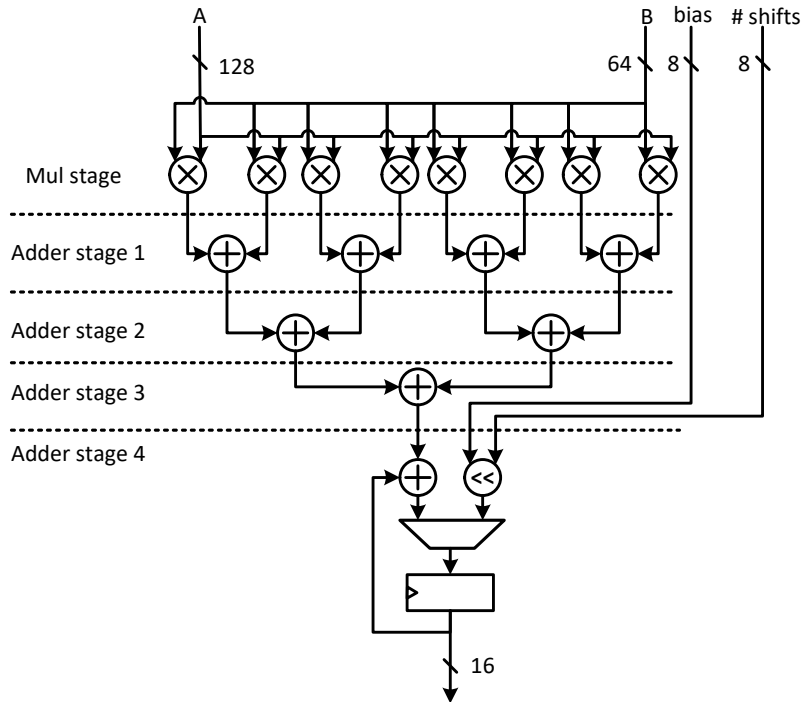 A B bias # shifts
128 64 8 8
Mul stage
Adder stage 1
Adder stage 2
Adder stage 3
Adder stage 4
<<
16